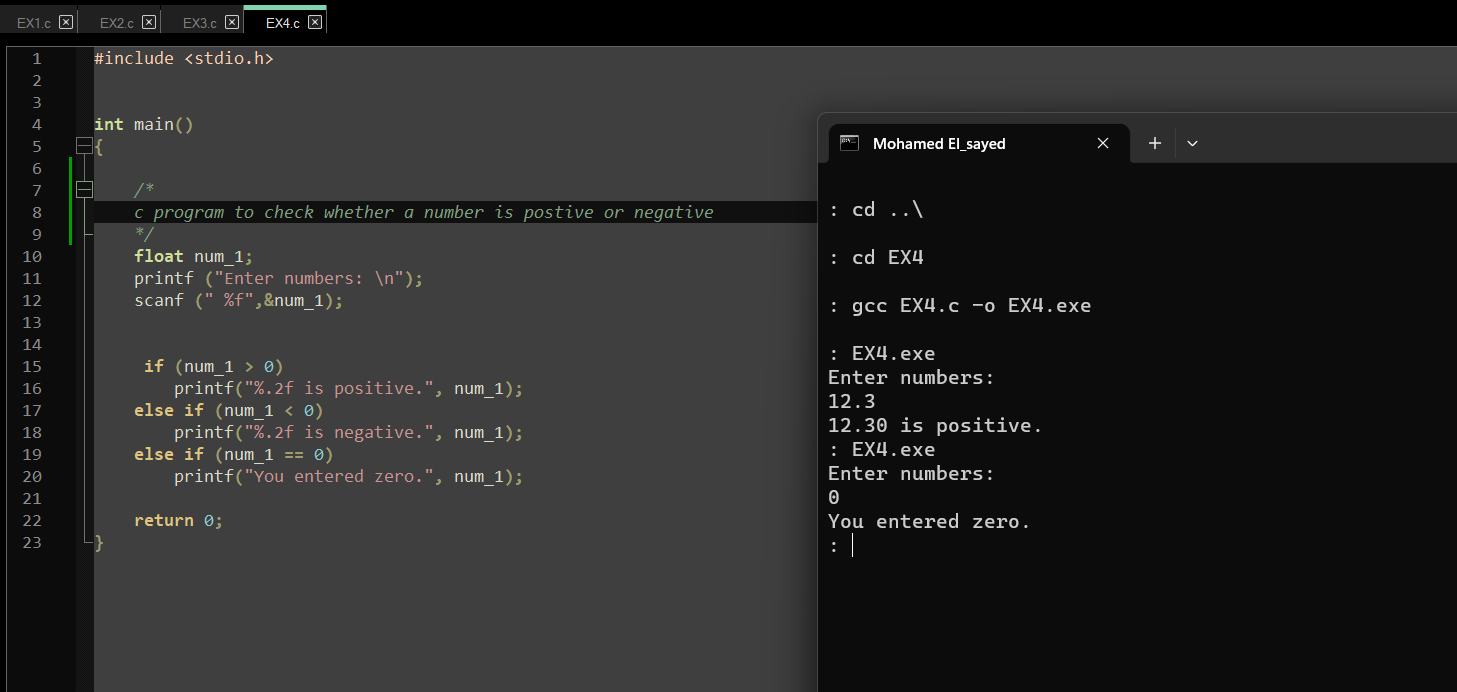 EX1.c EX2.c EX3.c EX4.c
1 #include <stdio.h>
2
3
4 int main()
5 {
6
7 /*
8 c program to check whether a number is postive or negative
9 */
10 float num_1;
11 printf ("Enter numbers: \n");
12 scanf (" %f",&num_1);
13
14
15 if (num_1 > 0)
16 printf("%.2f is positive.", num_1);
17 else if (num_1 < 0)
18 printf("%.2f is negative.", num_1);
19 else if (num_1 == 0)
20 printf("You entered zero.", num_1);
21
22 return 0;
23 }
Mohamed El_sayed
: cd ..\
: cd EX4
: gcc EX4.c -o EX4.exe
: EX4.exe
Enter numbers:
12.3
12.30 is positive.
: EX4.exe
Enter numbers:
0
You entered zero.
: